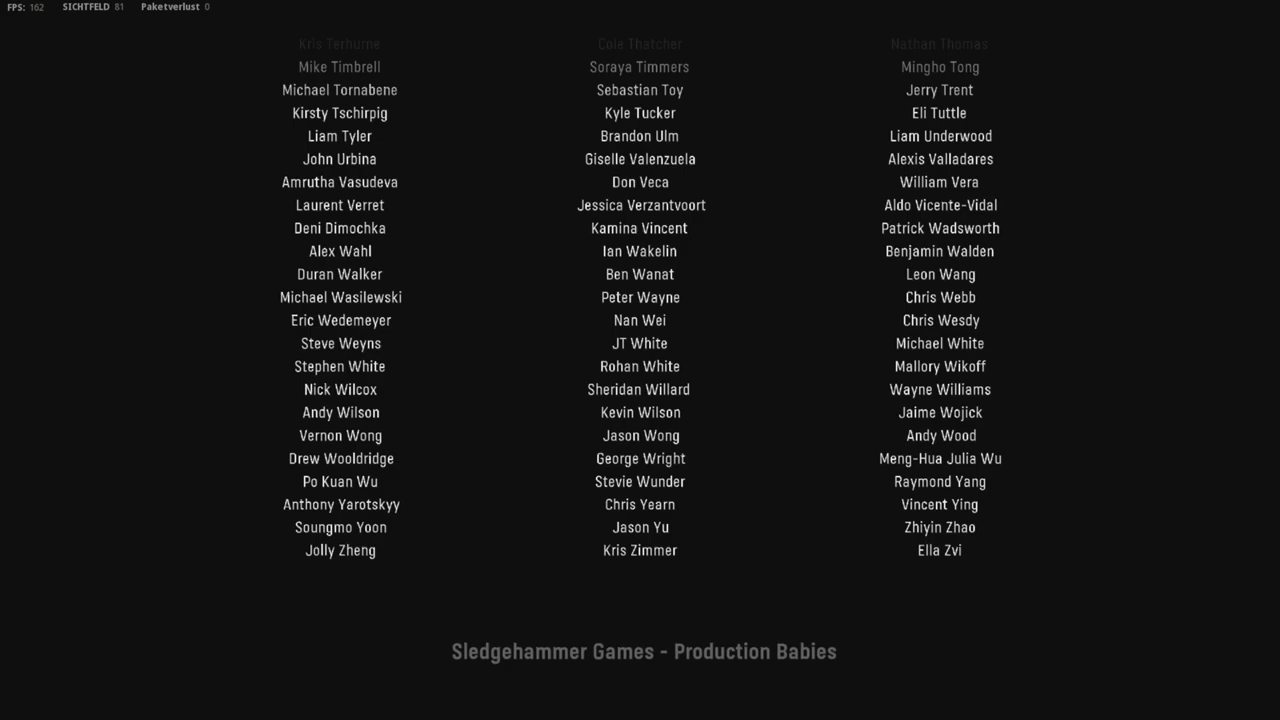 FPS: 162 SICHTFELD 81 Paketverlust 0
Kris Terhurne Cole Thatcher Nathan Thomas
Mike Timbrell Soraya Timmers Mingho Tong
Michael Tornabene Sebastian Toy Jerry Trent
Kirsty Tschirpig Kyle Tucker Eli Tuttle
Liam Tyler Brandon Ulm Liam Underwood
John Urbina Giselle Valenzuela Alexis Valladares
Amrutha Vasudeva Don Veca William Vera
Laurent Verret Jessica Verzantvoort Aldo Vicente-Vidal
Deni Dimochka Kamina Vincent Patrick Wadsworth
Alex Wahl Ian Wakelin Benjamin Walden
Duran Walker Ben Wanat Leon Wang
Michael Wasilewski Peter Wayne Chris Webb
Eric Wedemeyer Nan Wei Chris Wesdy
Steve Weyns JT White Michael White
Stephen White Rohan White Mallory Wikoff
Nick Wilcox Sheridan Willard Wayne Williams
Andy Wilson Kevin Wilson Jaime Wojick
Vernon Wong Jason Wong Andy Wood
Drew Wooldridge George Wright Meng-Hua Julia Wu
Po Kuan Wu Stevie Wunder Raymond Yang
Anthony Yarotskyy Chris Yearn Vincent Ying
Soungmo Yoon Jason Yu Zhiyin Zhao
Jolly Zheng Kris Zimmer Ella Zvi
Sledgehammer Games - Production Babies